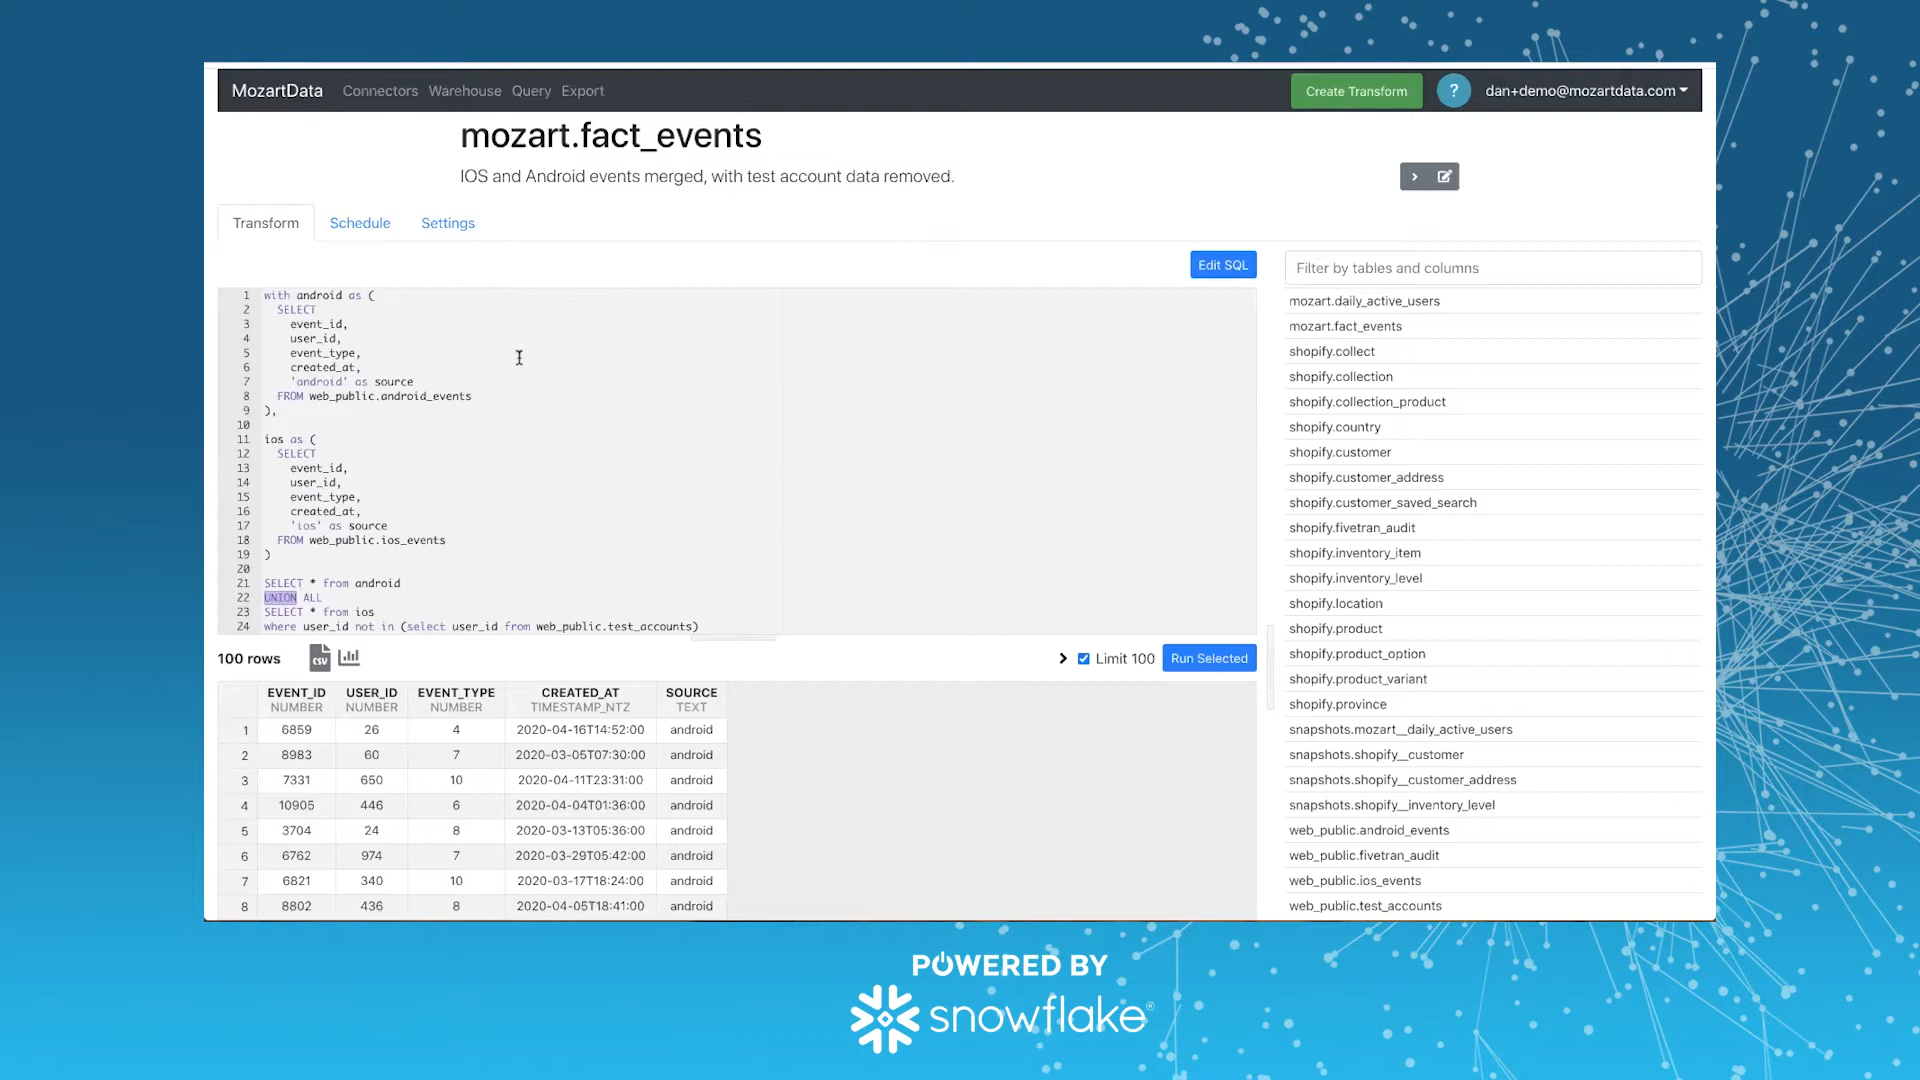 MozartData Connectors Warehouse Query Export Create Transform ? dan+demo@mozartdata.com
mozart.fact_events
IOS and Android events merged, with test account data removed.
Transform Schedule Settings
Edit SQL
1 with android as (
2 SELECT
3 event_id,
4 user_id,
5 event_type,
6 created_at,
7 'android' as source
8 FROM web_public.android_events
9 ),
10
11 ios as (
12 SELECT
13 event_id,
14 user_id,
15 event_type,
16 created_at,
17 'ios' as source
18 FROM web_public.ios_events
19 )
20
21 SELECT * from android
22 UNION ALL
23 SELECT * from ios
24 where user_id not in (select user_id from web_public.test_accounts)
100 rows CSV Limit 100 Run Selected
EVENT_ID USER_ID EVENT_TYPE CREATED_AT SOURCE
NUMBER NUMBER NUMBER TIMESTAMP_NTZ TEXT
1 6859 26 4 2020-04-16T14:52:00 android
2 8983 60 7 2020-03-05T07:30:00 android
3 7331 650 10 2020-04-11T23:31:00 android
4 10905 446 6 2020-04-04T01:36:00 android
5 3704 24 8 2020-03-13T05:36:00 android
6 6762 974 7 2020-03-29T05:42:00 android
7 6821 340 10 2020-03-17T18:24:00 android
8 8802 436 8 2020-04-05T18:41:00 android
Filter by tables and columns
mozart.daily_active_users
mozart.fact_events
shopify.collect
shopify.collection
shopify.collection_product
shopify.country
shopify.customer
shopify.customer_address
shopify.customer_saved_search
shopify.fivetran_audit
shopify.inventory_item
shopify.inventory_level
shopify.location
shopify.product
shopify.product_option
shopify.product_variant
shopify.province
snapshots.mozart__daily_active_users
snapshots.shopify__customer
snapshots.shopify__customer_address
snapshots.shopify__inventory_level
web_public.android_events
web_public.fivetran_audit
web_public.ios_events
web_public.test_accounts
POWERED BY
snowflake®